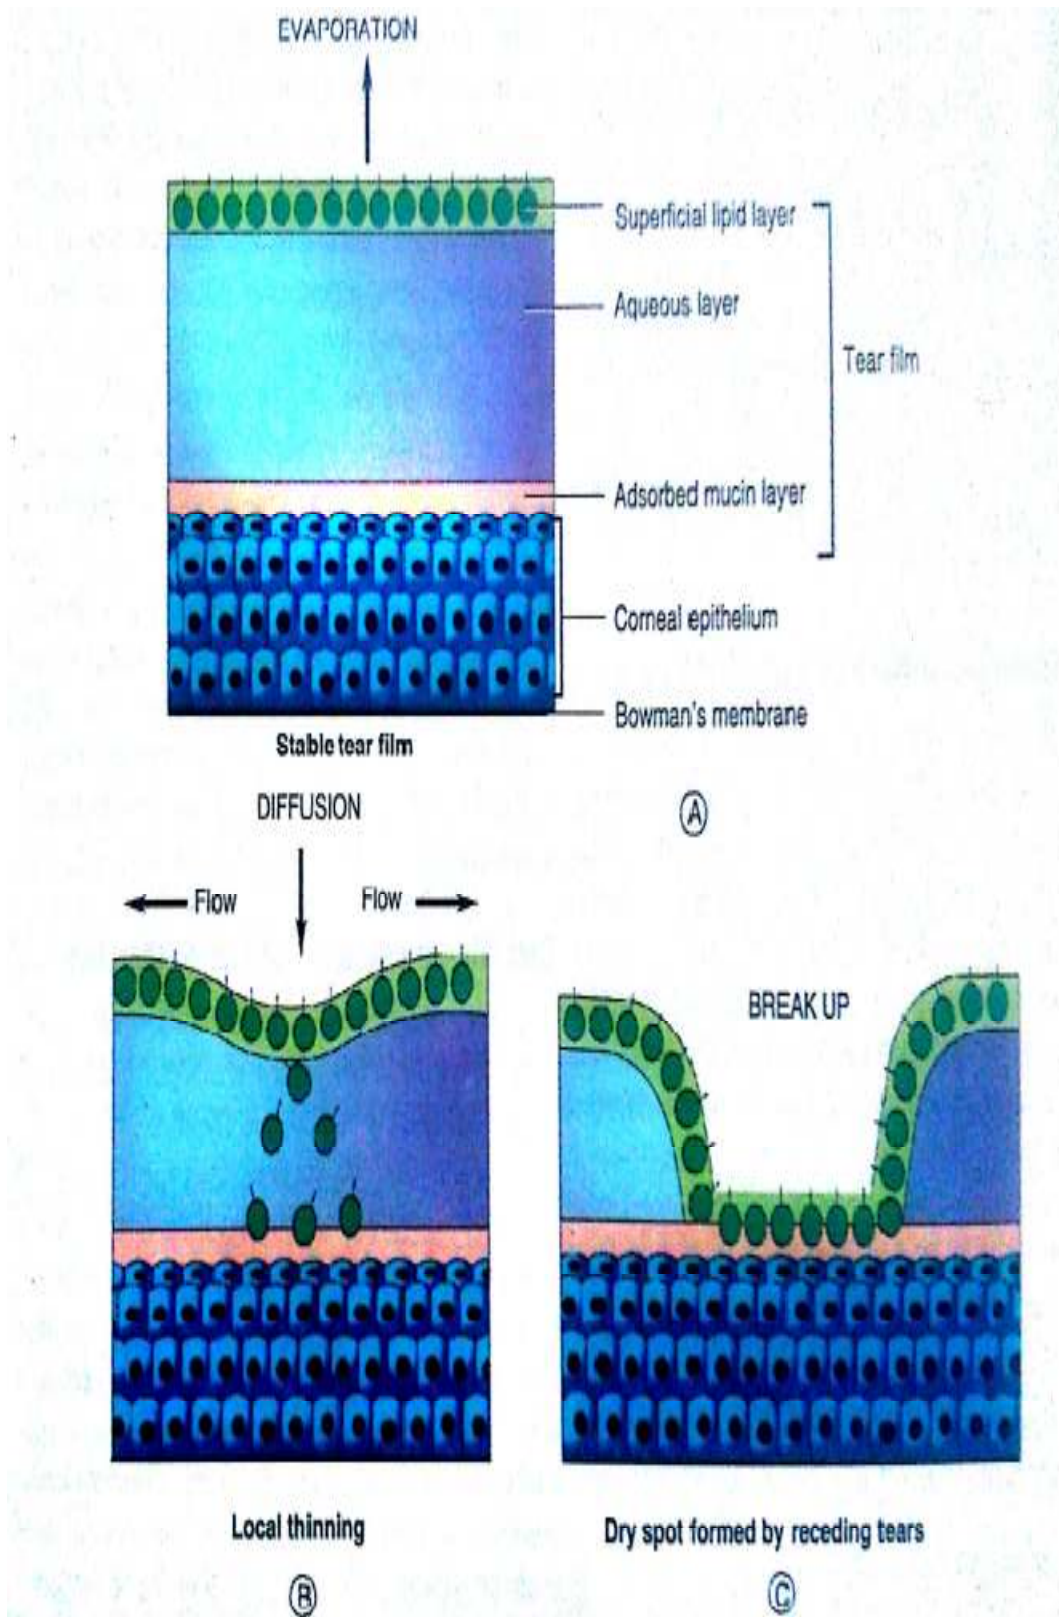 EVAPORATION
Superficial lipid layer
Aqueous layer
Tear film
Adsorbed mucin layer
Corneal epithelium
Bowman's membrane
Stable tear film
A
DIFFUSION
Flow Flow
BREAK UP
Local thinning
Dry spot formed by receding tears
B C